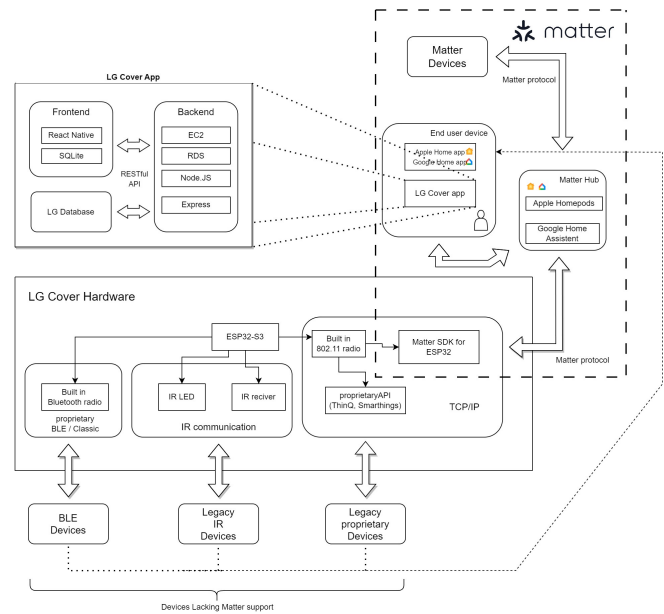 matter
Matter
Devices
Matter protocol
LG Cover App
Frontend
React Native
SQLite
RESTful
API
LG Database
Backend
EC2
RDS
Node.JS
Express
End user device
Apple Home app
Google Home app
LG Cover app
Matter Hub
Apple Homepods
Google Home
Assistent
LG Cover Hardware
ESP32-S3
Built in
802.11 radio
Matter SDK for
ESP32
Matter protocol
Built in
Bluetooth radio
proprietary
BLE / Classic
IR LED
IR reciver
IR communication
proprietaryAPI
(ThinQ, Smarthings)
TCP/IP
BLE
Devices
Legacy
IR
Devices
Legacy
proprietary
Devices
Devices Lacking Matter support